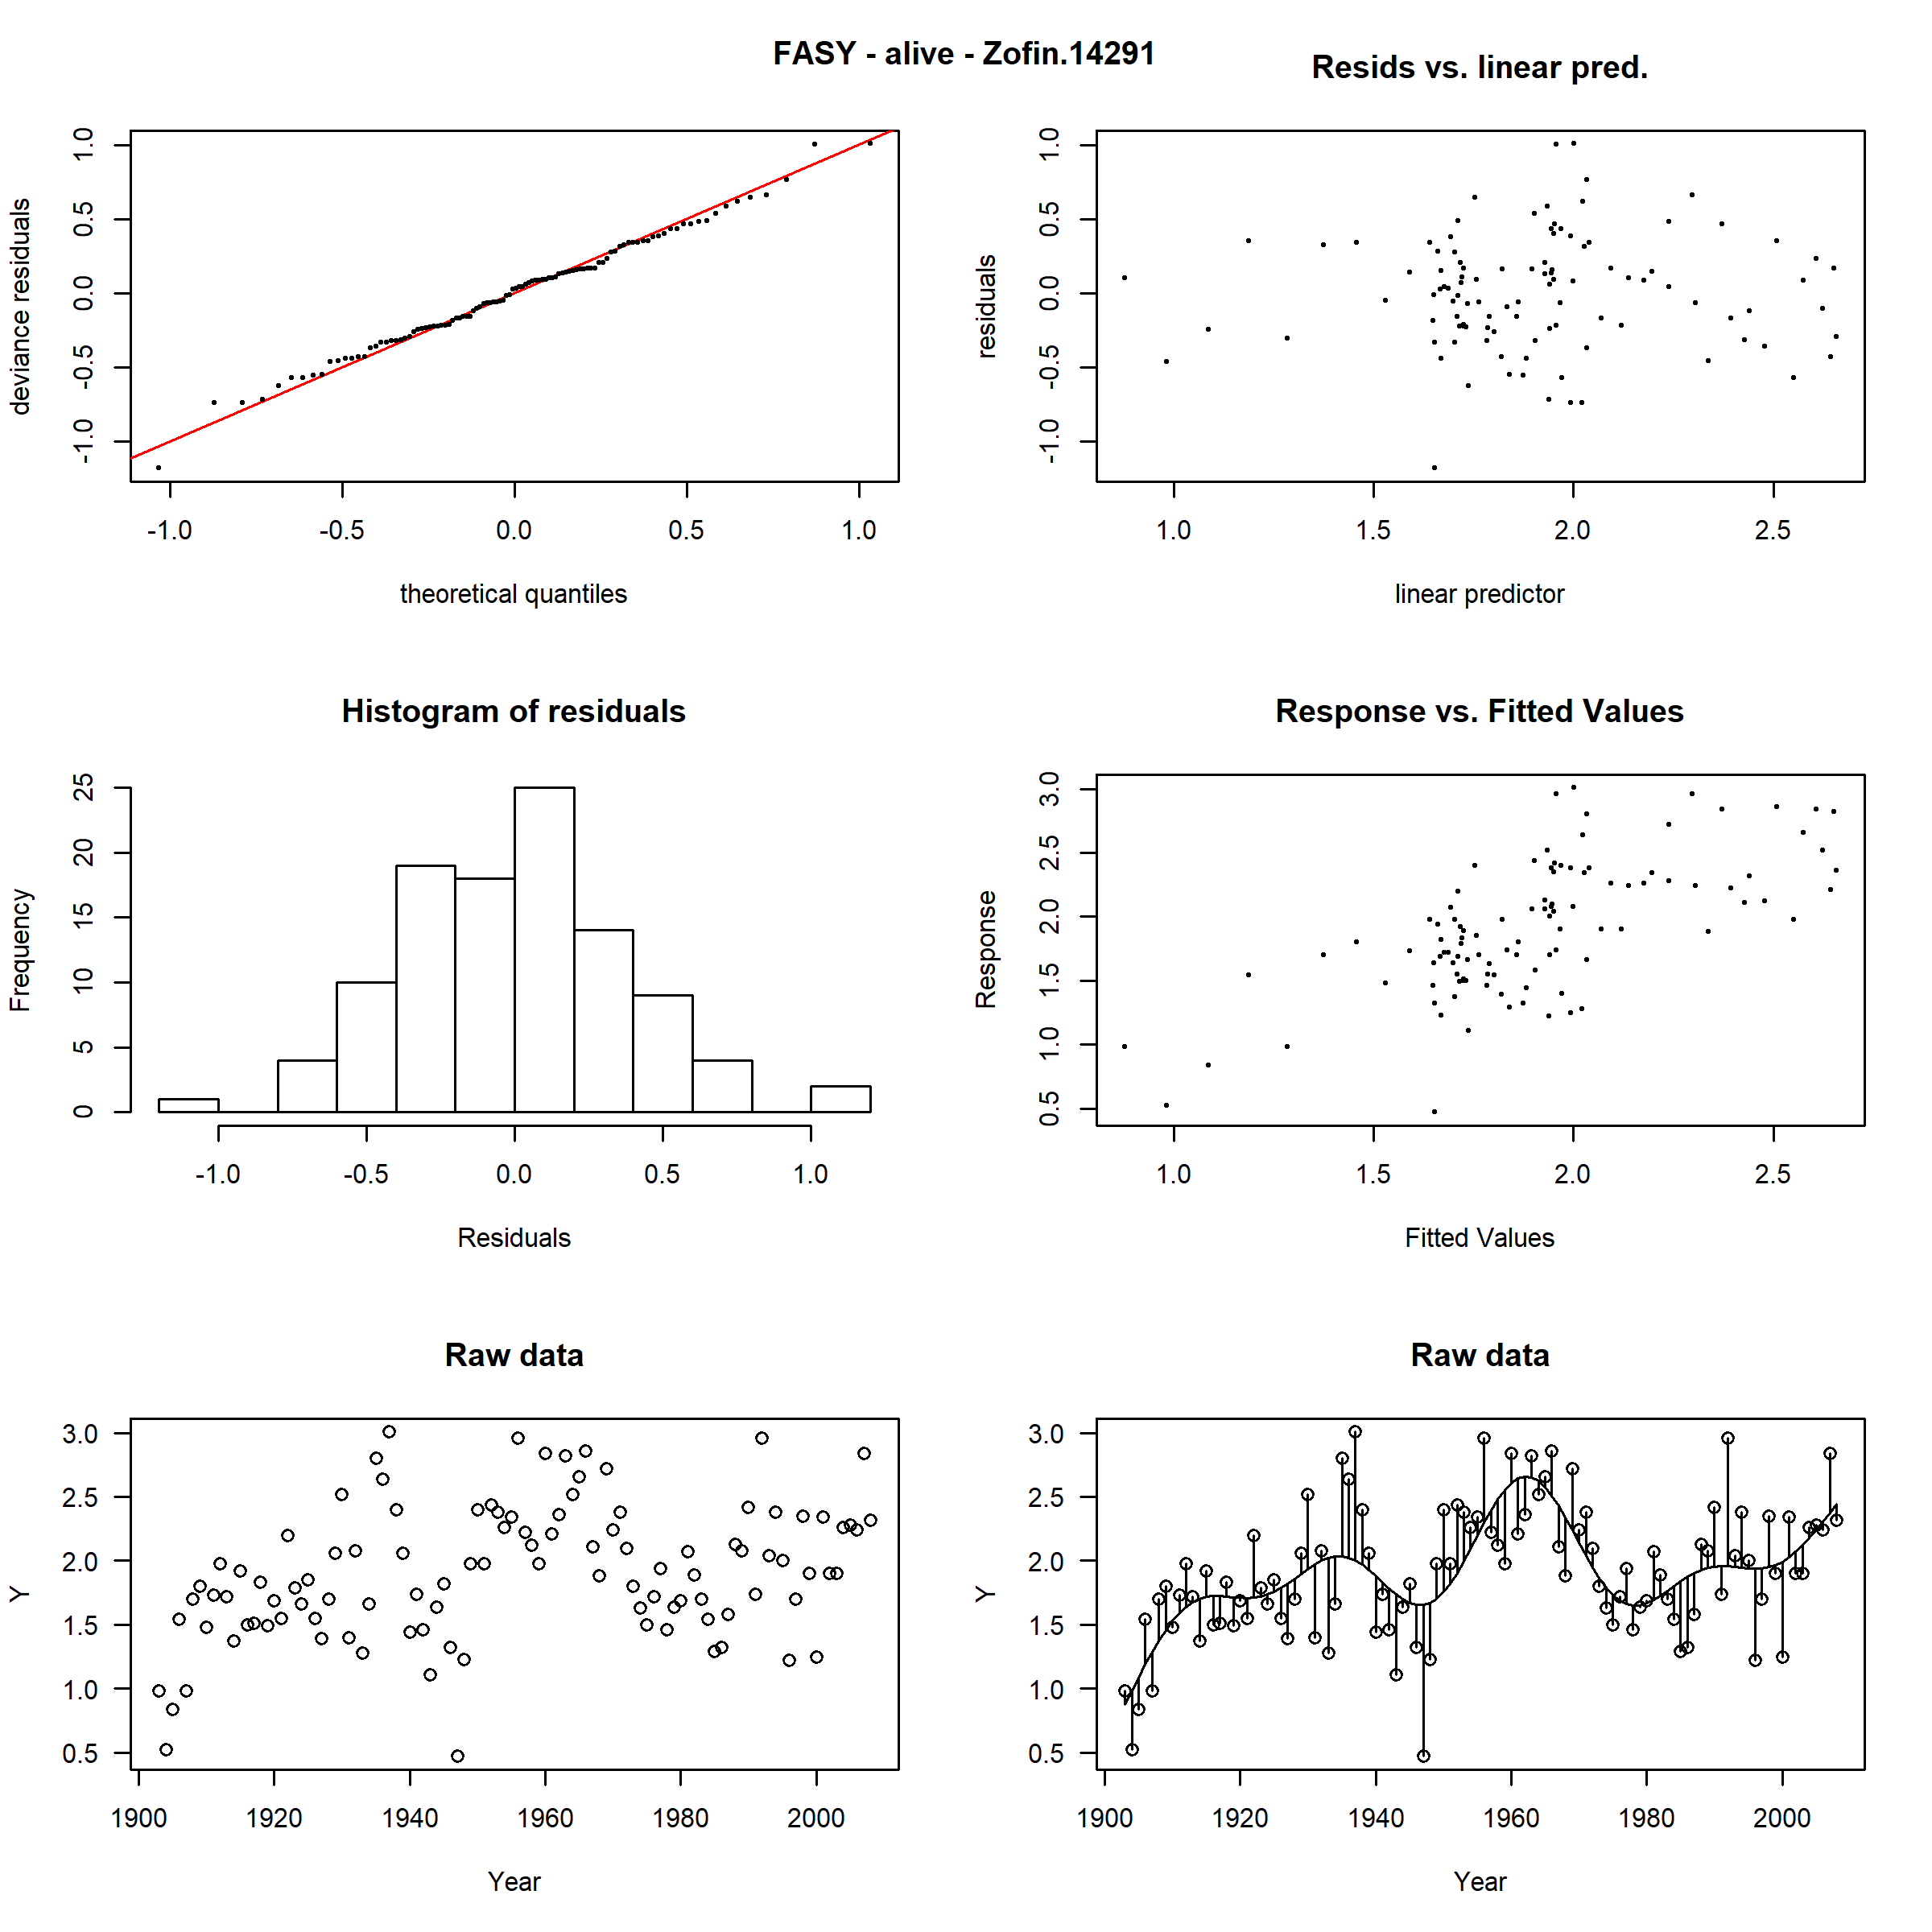 FASY - alive - Zofin.14291
Resids vs. linear pred.
deviance residuals
1.0
0.5
0.0
-0.5
-1.0
-1.0 -0.5 0.0 0.5 1.0
theoretical quantiles
residuals
1.0
0.5
0.0
-0.5
-1.0
1.0 1.5 2.0 2.5
linear predictor
Histogram of residuals
Frequency
25
20
15
10
5
0
-1.0 -0.5 0.0 0.5 1.0
Residuals
Response vs. Fitted Values
Response
3.0
2.5
2.0
1.5
1.0
0.5
1.0 1.5 2.0 2.5
Fitted Values
Raw data
Y
3.0
2.5
2.0
1.5
1.0
0.5
1900 1920 1940 1960 1980 2000
Year
Raw data
Y
3.0
2.5
2.0
1.5
1.0
0.5
1900 1920 1940 1960 1980 2000
Year